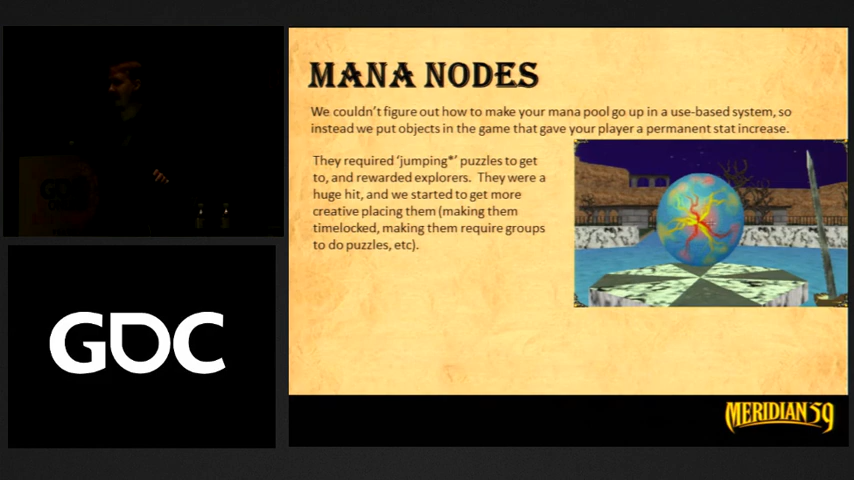 MANA NODES
We couldn't figure out how to make your mana pool go up in a use-based system, so
instead we put objects in the game that gave your player a permanent stat increase.
They required 'jumping*' puzzles to get
to, and rewarded explorers.  They were a
huge hit, and we started to get more
creative placing them (making them
timelocked, making them require groups
to do puzzles, etc).
GDC
MERIDIAN 59